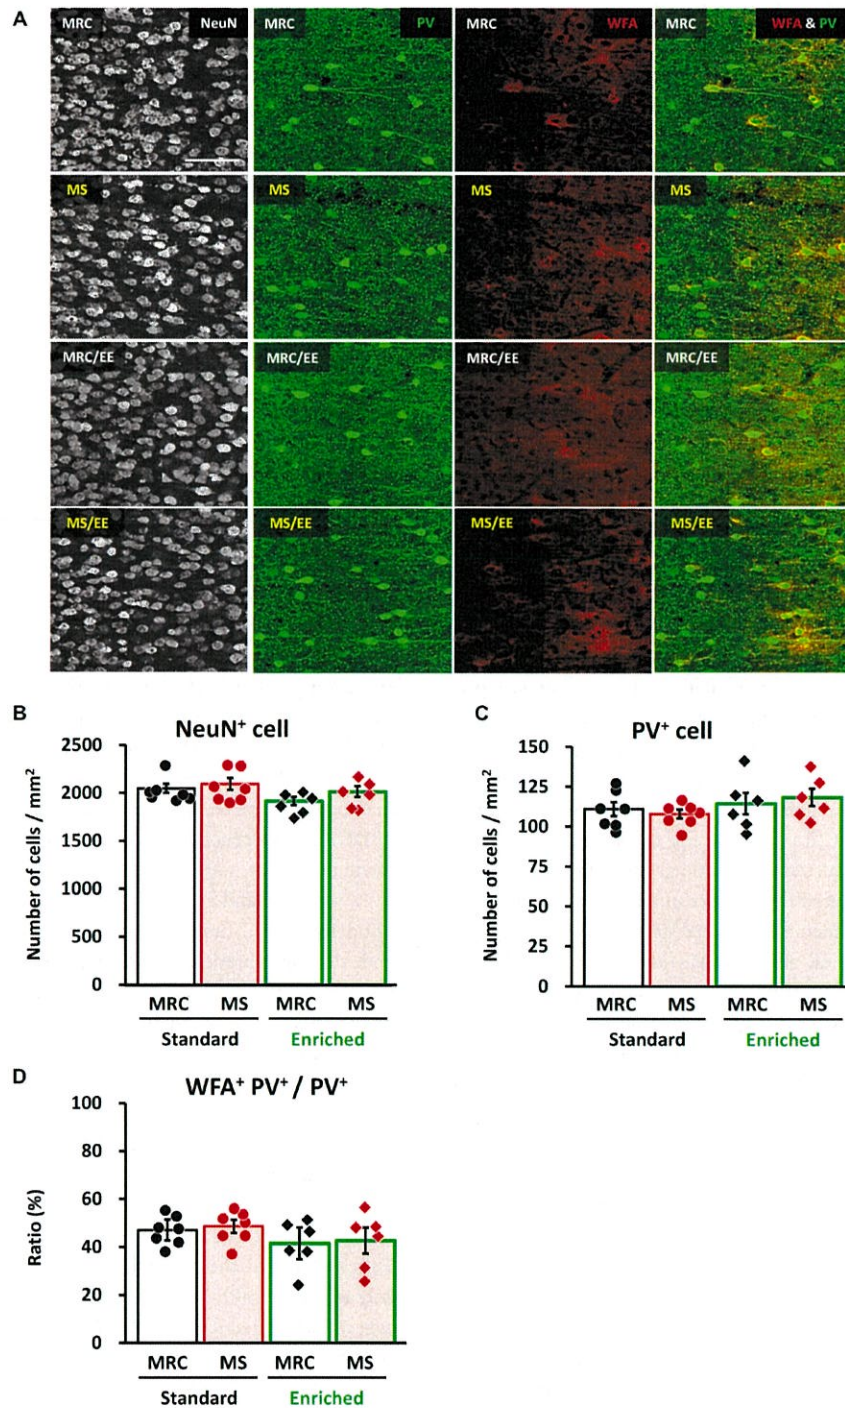 A
MRC NeuN MRC PV MRC WFA MRC WFA & PV
MS MS MS MS
MRC/EE MRC/EE MRC/EE MRC/EE
MS/EE MS/EE MS/EE MS/EE
B
NeuN⁺ cell
Number of cells / mm²
2500
2000
1500
1000
500
0
MRC MS MRC MS
Standard Enriched
C
PV⁺ cell
Number of cells / mm²
150
125
100
75
50
25
0
MRC MS MRC MS
Standard Enriched
D
WFA⁺ PV⁺ / PV⁺
Ratio (%)
100
80
60
40
20
0
MRC MS MRC MS
Standard Enriched